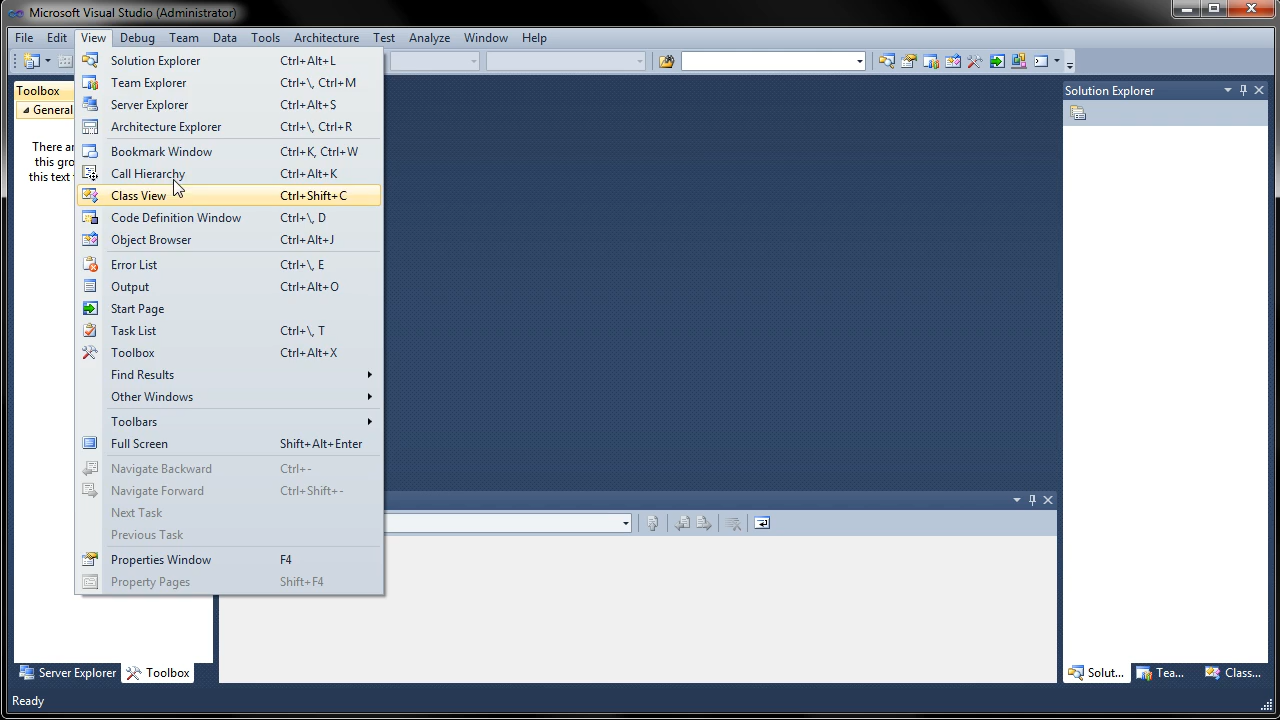 Microsoft Visual Studio (Administrator)
File Edit View Debug Team Data Tools Architecture Test Analyze Window Help
Solution Explorer Ctrl+Alt+L
Team Explorer Ctrl+\, Ctrl+M
Server Explorer Ctrl+Alt+S
Architecture Explorer Ctrl+\, Ctrl+R
Bookmark Window Ctrl+K, Ctrl+W
Call Hierarchy Ctrl+Alt+K
Class View Ctrl+Shift+C
Code Definition Window Ctrl+\, D
Object Browser Ctrl+Alt+J
Error List Ctrl+\, E
Output Ctrl+Alt+O
Start Page
Task List Ctrl+\, T
Toolbox Ctrl+Alt+X
Find Results
Other Windows
Toolbars
Full Screen Shift+Alt+Enter
Navigate Backward Ctrl+-
Navigate Forward Ctrl+Shift+-
Next Task
Previous Task
Properties Window F4
Property Pages Shift+F4
Toolbox
General
There ar
this gro
this text
Server Explorer Toolbox
Solution Explorer
Solut... Tea... Class...
Ready